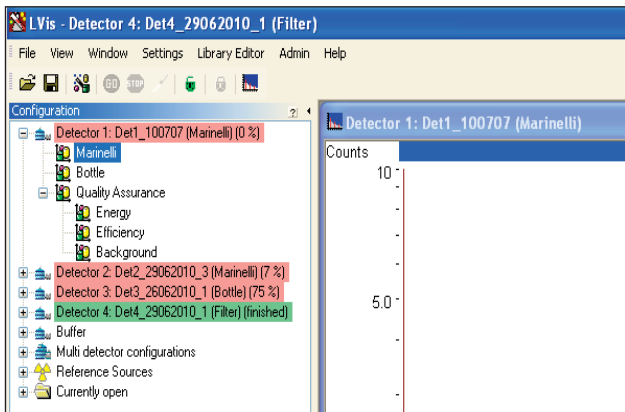 LVis - Detector 4: Det4_29062010_1 (Filter)
File View Window Settings Library Editor Admin Help
GO STOP
Configuration ?
Detector 1: Det1_100707 (Marinelli) (0 %)
Marinelli
Bottle
Quality Assurance
Energy
Efficiency
Background
Detector 2: Det2_29062010_3 (Marinelli) (7 %)
Detector 3: Det3_26062010_1 (Bottle) (75 %)
Detector 4: Det4_29062010_1 (Filter) (finished)
Buffer
Multi detector configurations
Reference Sources
Currently open
Detector 1: Det1_100707 (Marinelli)
Counts
10
5.0